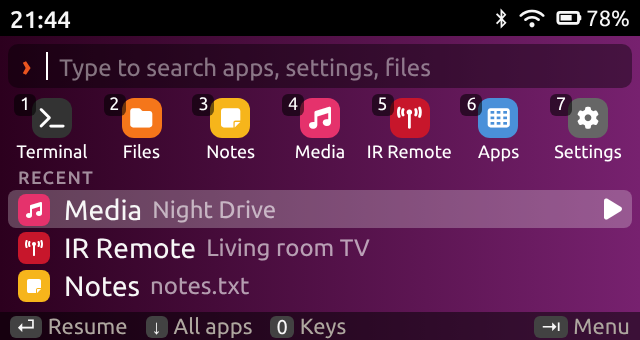 21:44 78%
› Type to search apps, settings, files
1 2 3 4 5 6 7
Terminal Files Notes Media IR Remote Apps Settings
RECENT
Media Night Drive
IR Remote Living room TV
Notes notes.txt
↵ Resume ↓ All apps 0 Keys ⇥ Menu